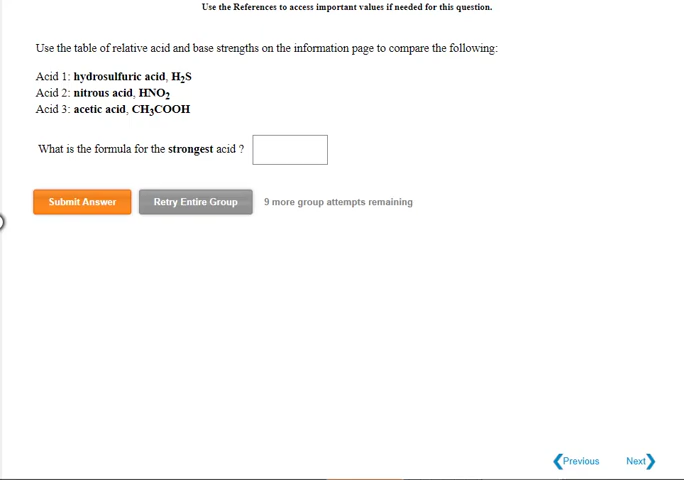 Use the References to access important values if needed for this question.
Use the table of relative acid and base strengths on the information page to compare the following:
Acid 1: hydrosulfuric acid, H₂S
Acid 2: nitrous acid, HNO₂
Acid 3: acetic acid, CH₃COOH
What is the formula for the strongest acid ?
Submit Answer Retry Entire Group 9 more group attempts remaining
Previous Next